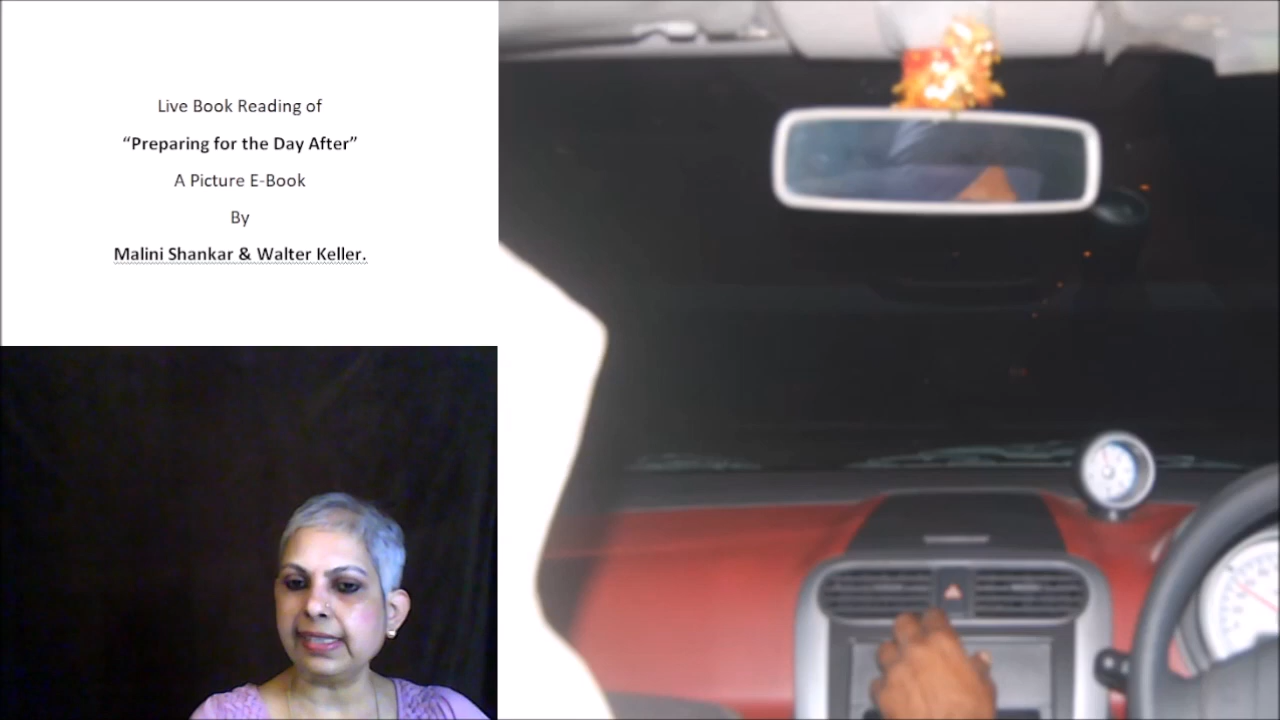 Live Book Reading of
“Preparing for the Day After”
A Picture E-Book
By
Malini Shankar & Walter Keller.